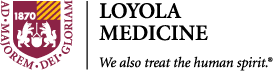 AD·MAJOREM·DEI·GLORIAM
1870
LOYOLA
MEDICINE
We also treat the human spirit.®